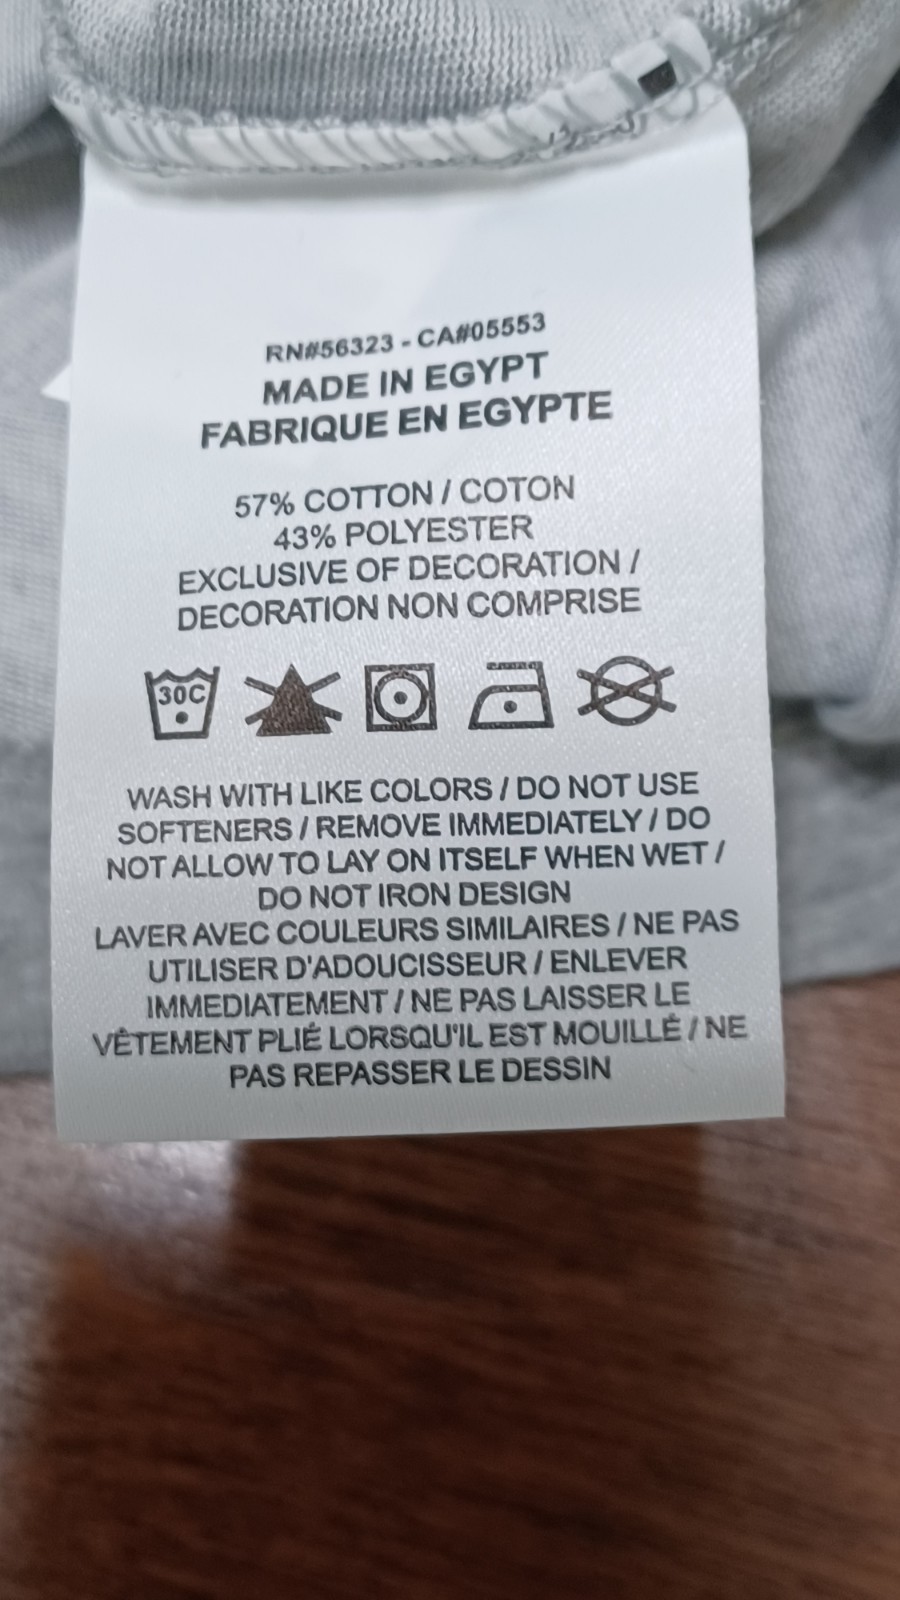 RN#56323 - CA#05553
MADE IN EGYPT
FABRIQUE EN EGYPTE
57% COTTON / COTON
43% POLYESTER
EXCLUSIVE OF DECORATION /
DECORATION NON COMPRISE
30C
WASH WITH LIKE COLORS / DO NOT USE
SOFTENERS / REMOVE IMMEDIATELY / DO
NOT ALLOW TO LAY ON ITSELF WHEN WET /
DO NOT IRON DESIGN
LAVER AVEC COULEURS SIMILAIRES / NE PAS
UTILISER D'ADOUCISSEUR / ENLEVER
IMMEDIATEMENT / NE PAS LAISSER LE
VÊTEMENT PLIÉ LORSQU'IL EST MOUILLÉ / NE
PAS REPASSER LE DESSIN